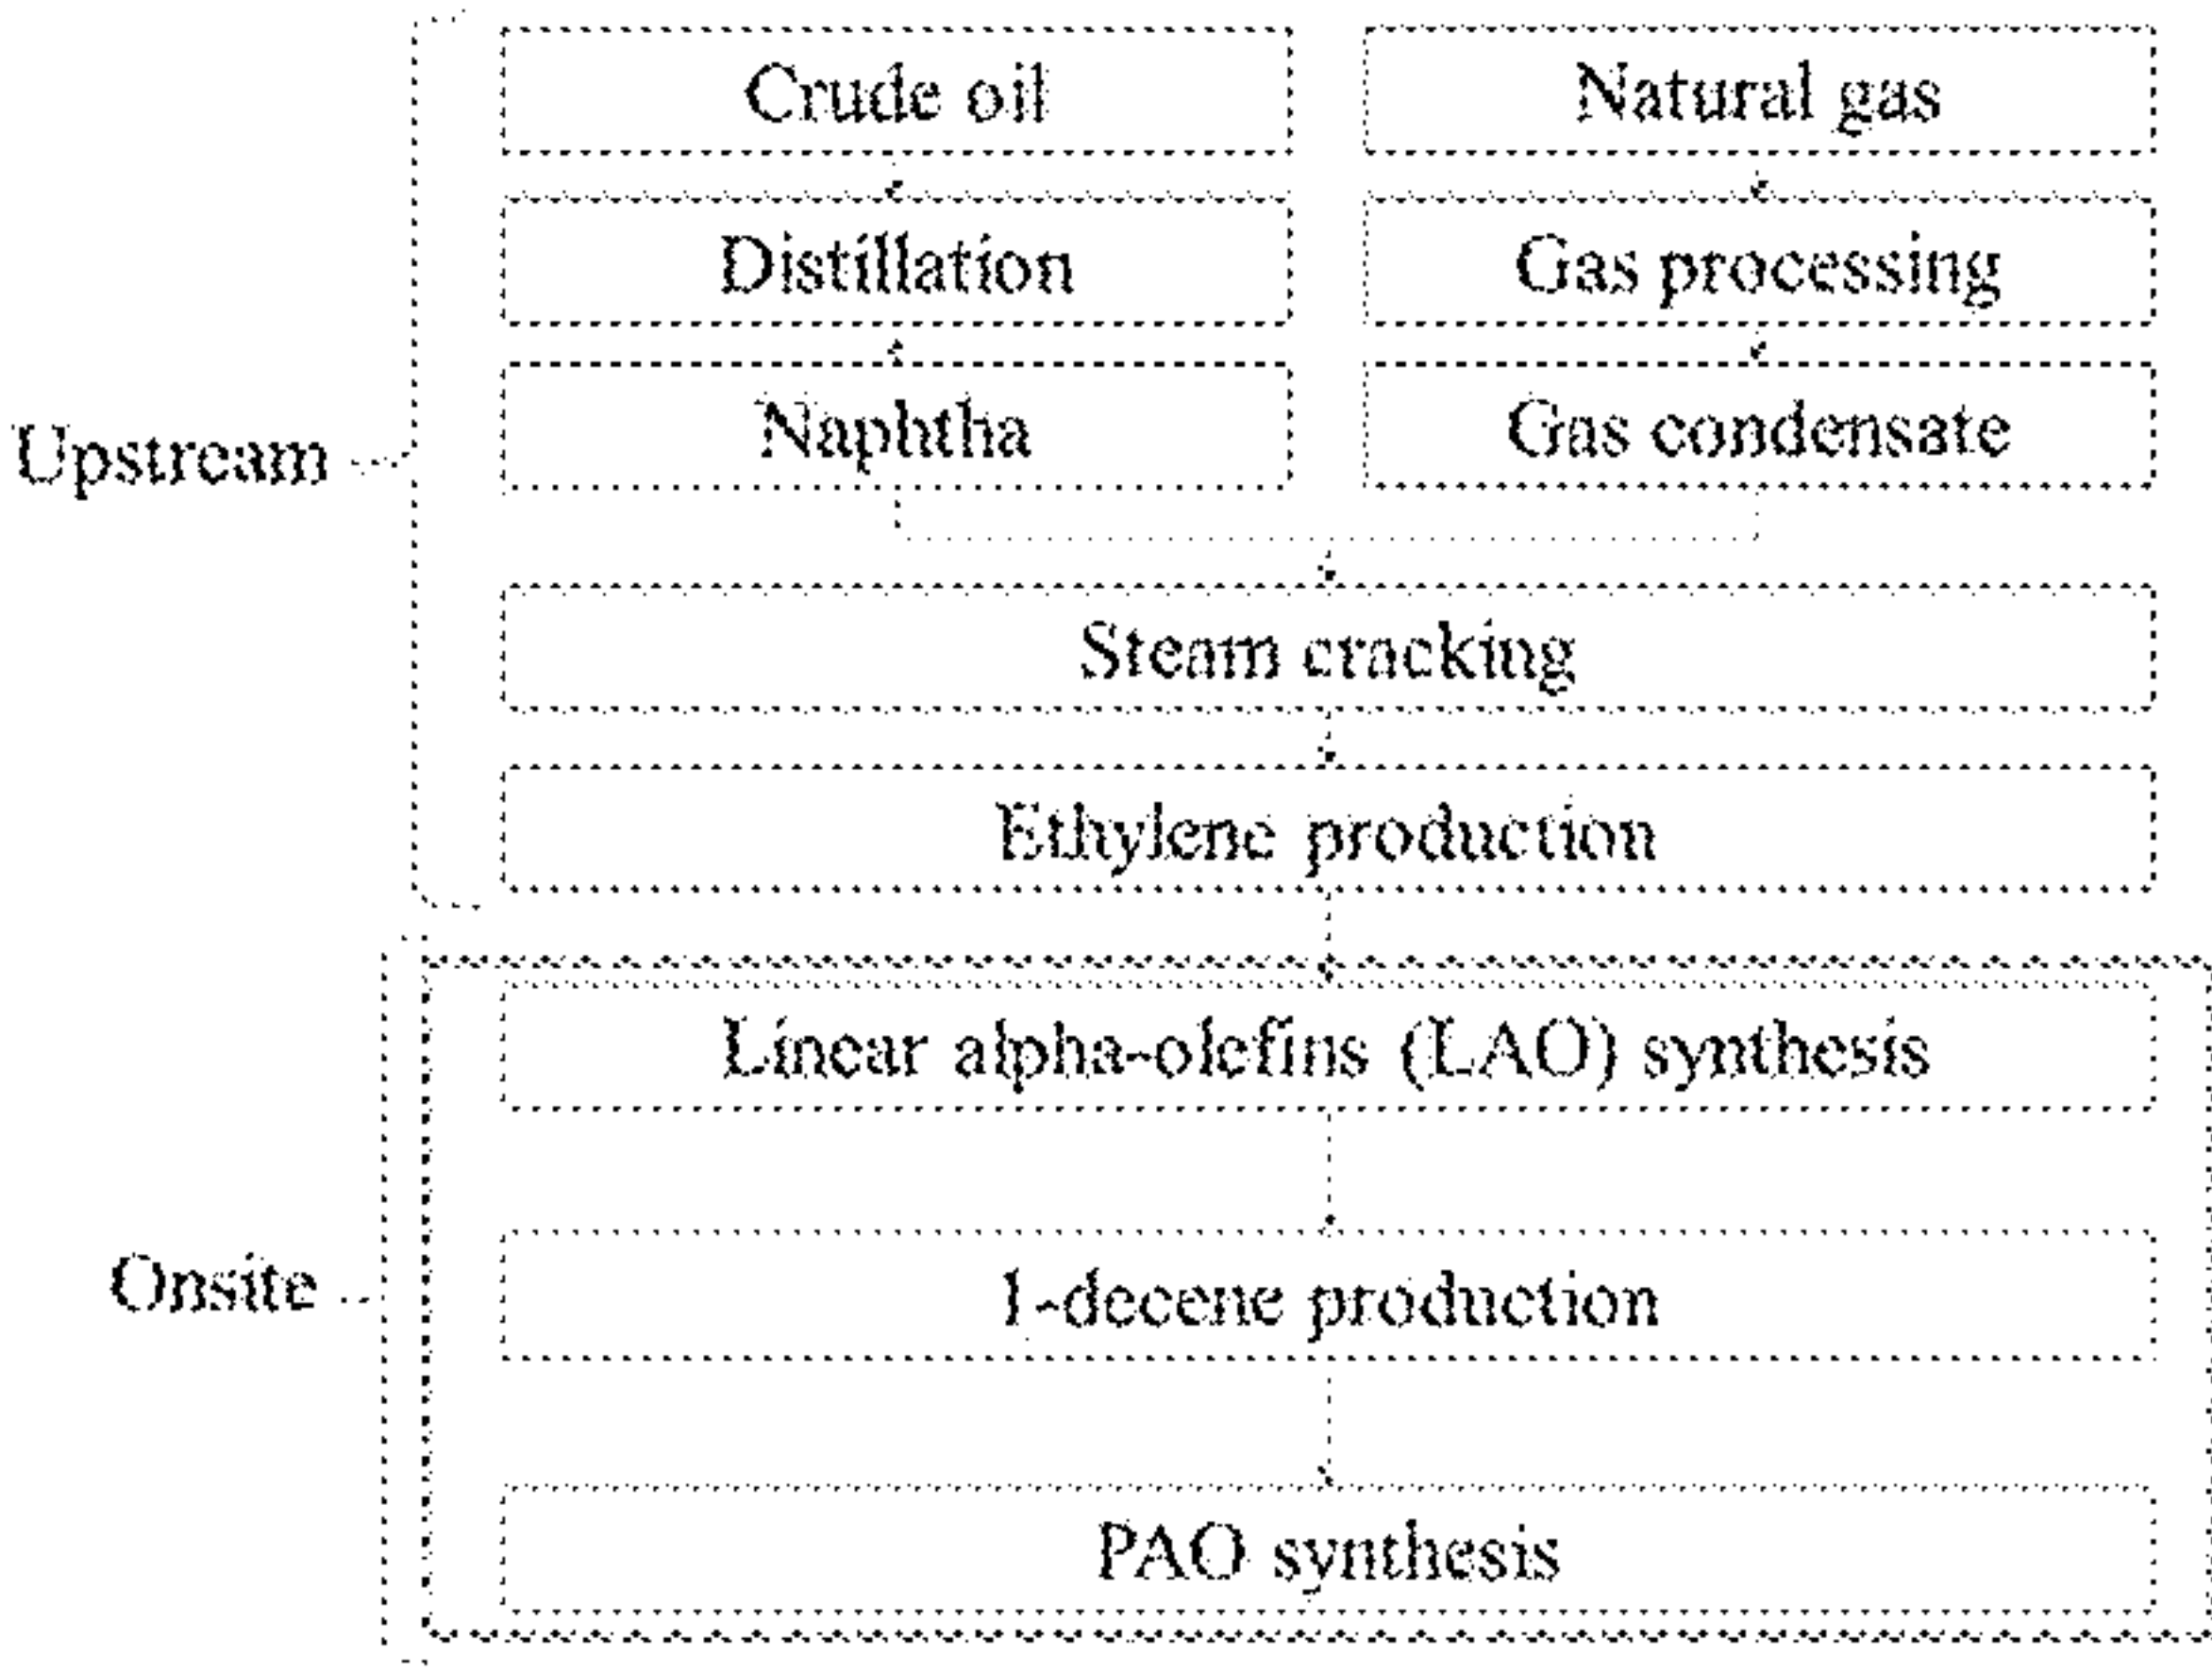 Crude oil
Natural gas
Distillation
Gas processing
Naphtha
Gas condensate
Upstream
Steam cracking
Ethylene production
Linear alpha-olefins (LAO) synthesis
Onsite
1-decene production
PAO synthesis